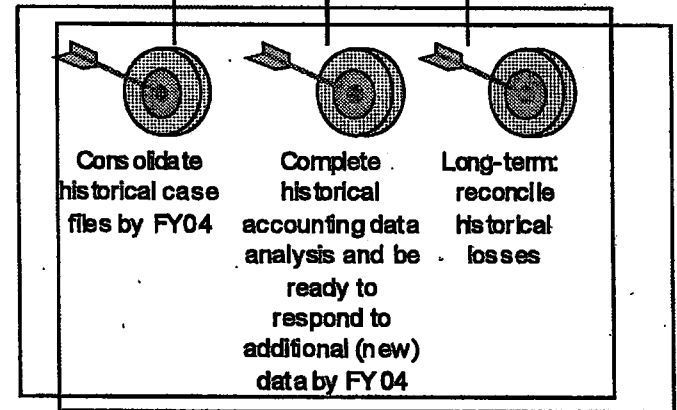 Consolidate
historical case
files by FY04
Complete
historical
accounting data
analysis and be
ready to
respond to
additional (new)
data by FY04
Long-term:
reconcile
historical
losses